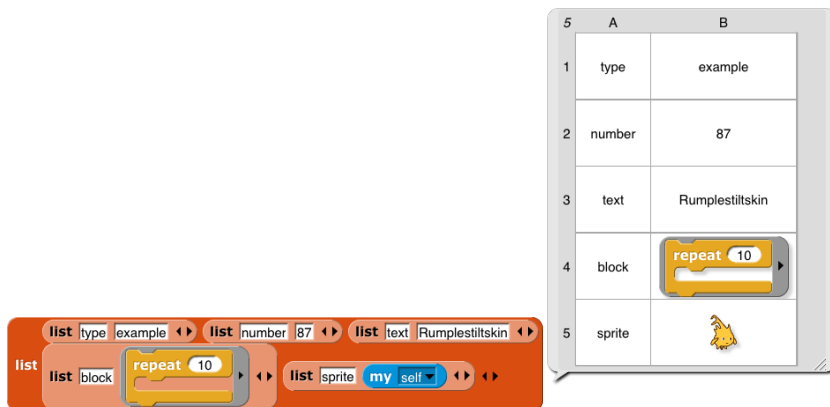 5 A B
1 type example
2 number 87
3 text Rumplestiltskin
4 block repeat 10
5 sprite
list type example list number 87 list text Rumplestiltskin
list
list block repeat 10 list sprite my self